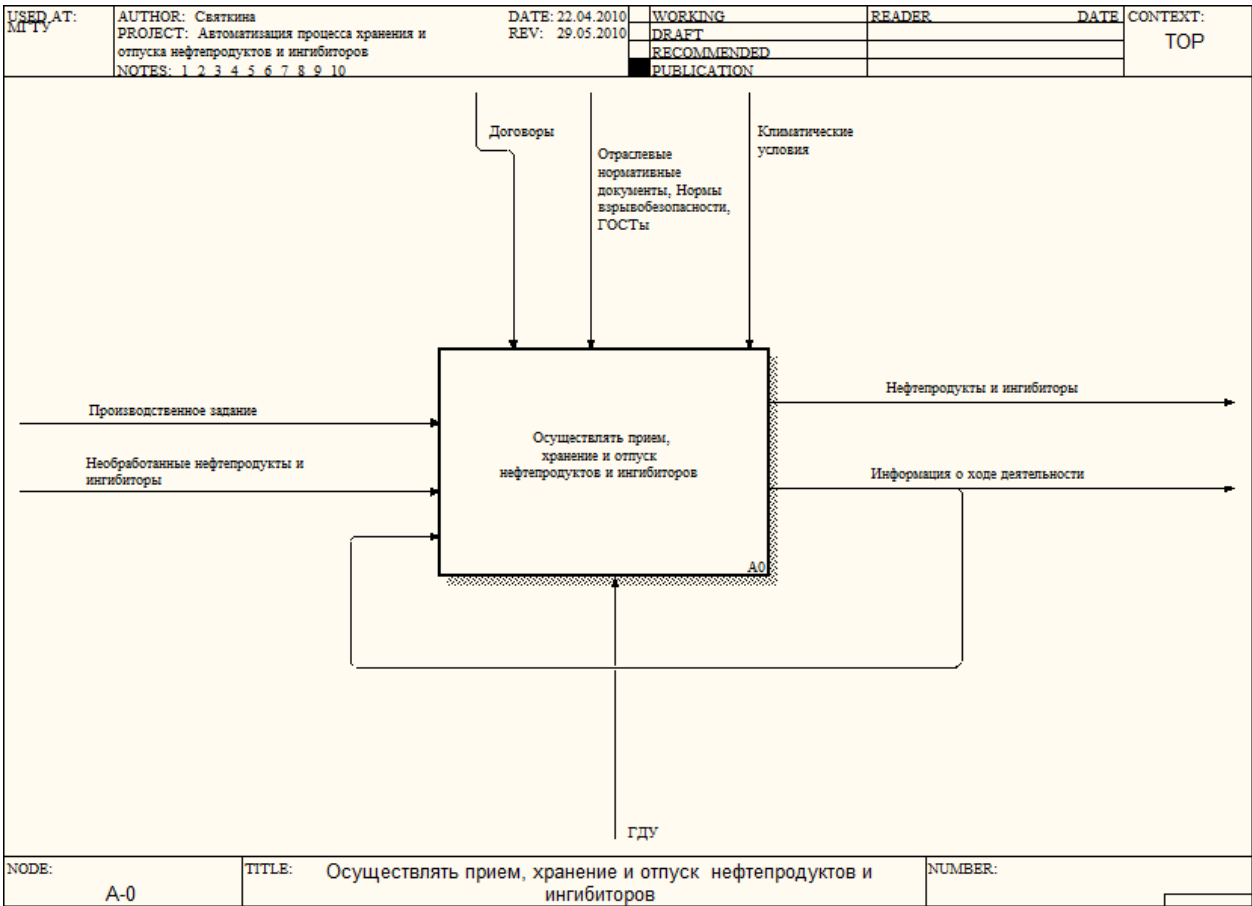 USED AT:
МГТУ
AUTHOR: Святкина
DATE: 22.04.2010
PROJECT: Автоматизация процесса хранения и
отпуска нефтепродуктов и ингибиторов
REV: 29.05.2010
NOTES: 1 2 3 4 5 6 7 8 9 10
WORKING
DRAFT
RECOMMENDED
PUBLICATION
READER DATE
CONTEXT:
TOP
Договоры
Отраслевые
нормативные
документы, Нормы
взрывобезопасности,
ГОСТы
Климатические
условия
Производственное задание
Необработанные нефтепродукты и
ингибиторы
Осуществлять прием,
хранение и отпуск
нефтепродуктов и ингибиторов
A0
Нефтепродукты и ингибиторы
Информация о ходе деятельности
ГДУ
NODE:
A-0
TITLE:
Осуществлять прием, хранение и отпуск нефтепродуктов и
ингибиторов
NUMBER: